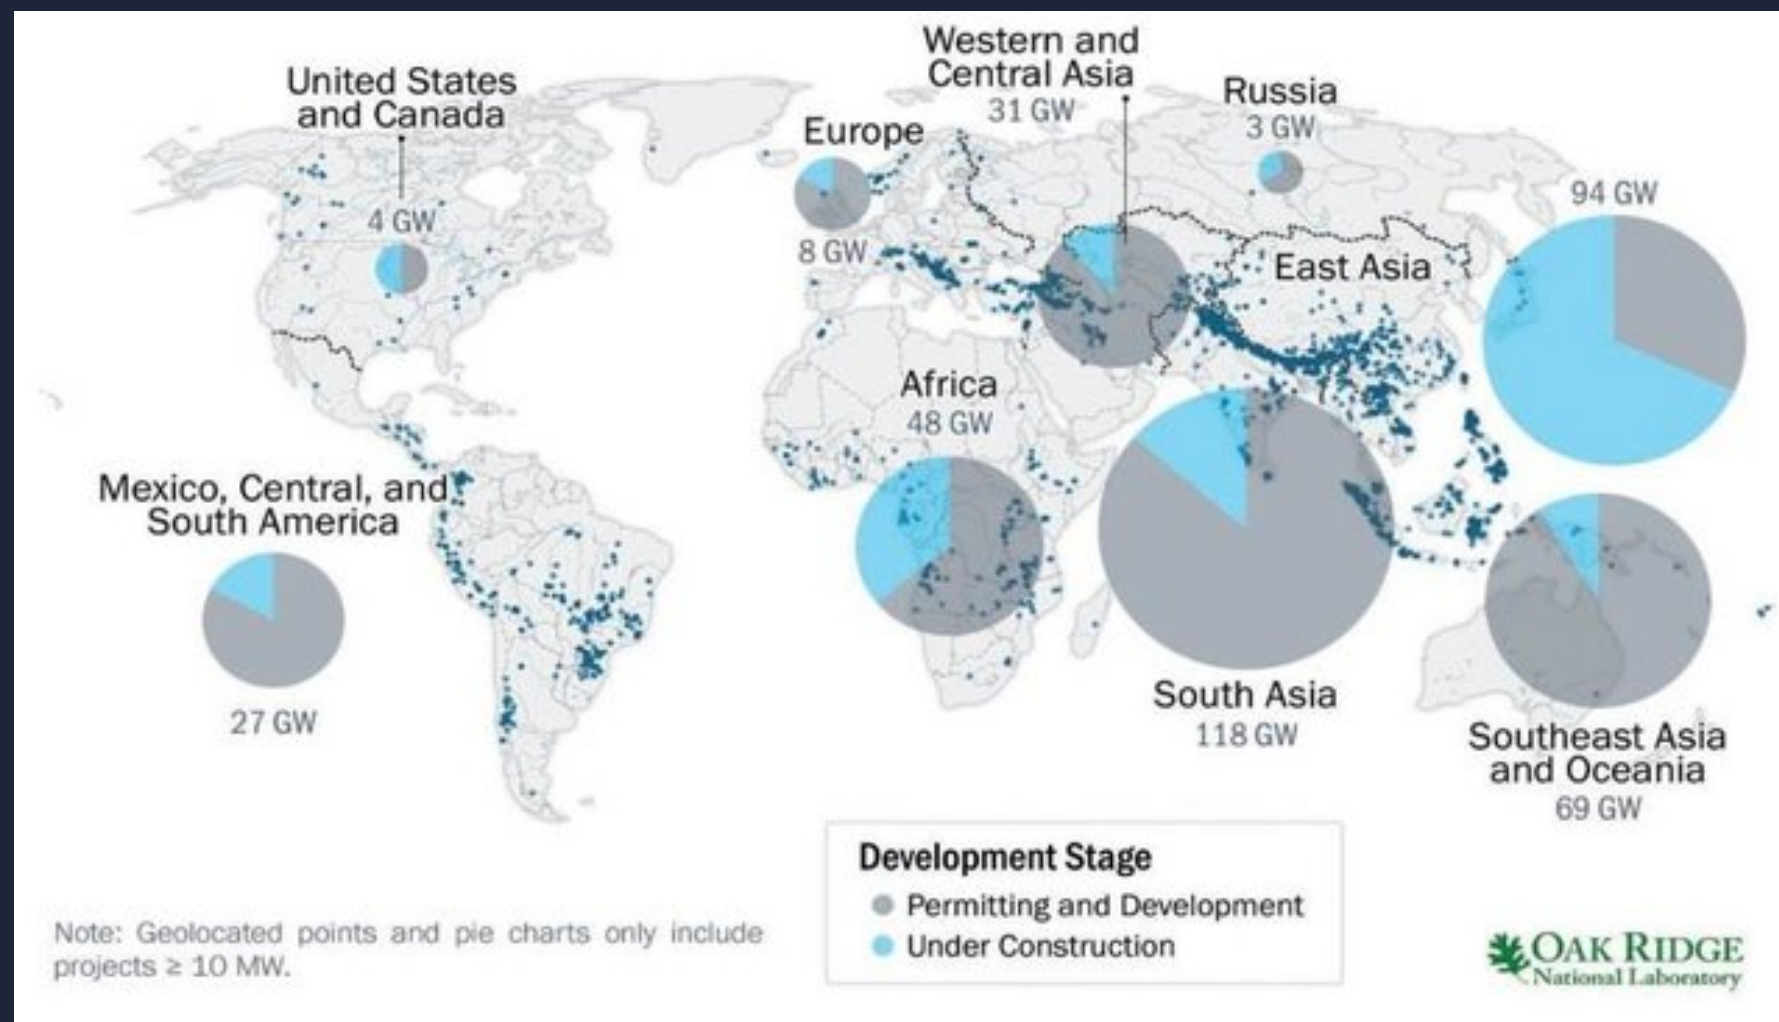 United States
and Canada
4 GW
Europe
8 GW
Western and
Central Asia
31 GW
Russia
3 GW
94 GW
East Asia
Africa
48 GW
Mexico, Central, and
South America
27 GW
South Asia
118 GW
Southeast Asia
and Oceania
69 GW
Development Stage
Permitting and Development
Under Construction
Note: Geolocated points and pie charts only include
projects ≥ 10 MW.
OAK RIDGE
National Laboratory